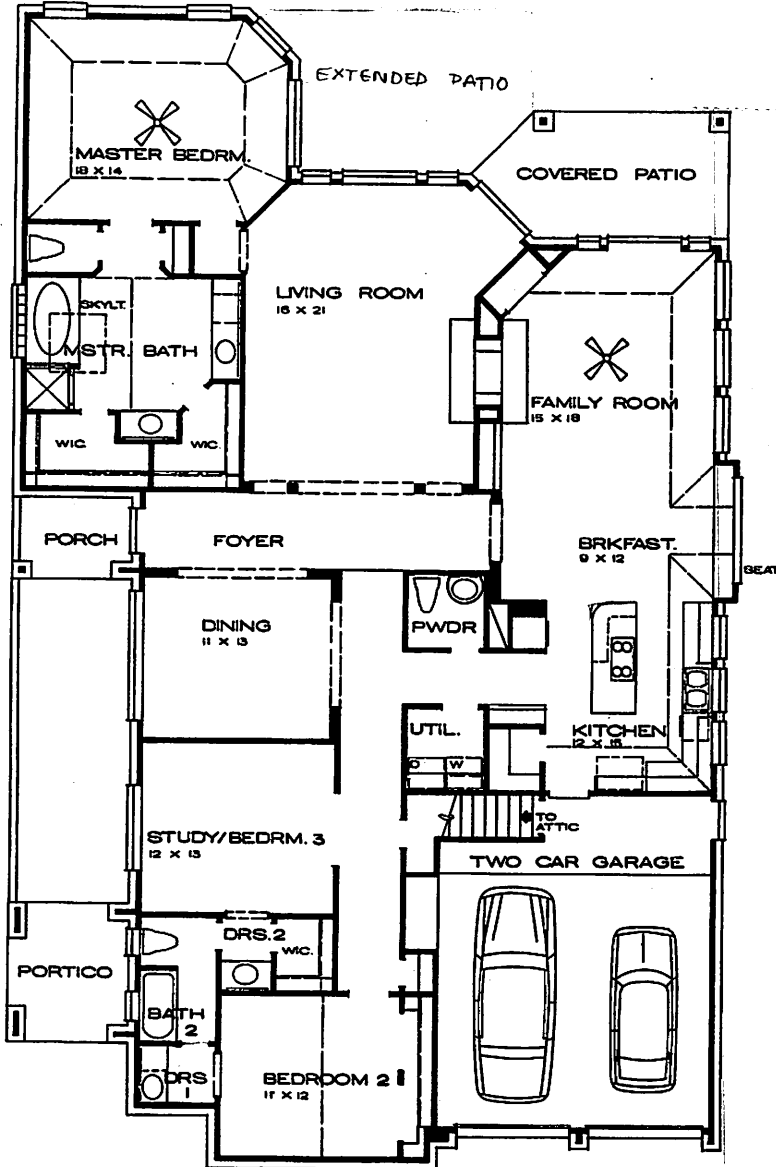 EXTENDED PATIO
MASTER BEDRM.
18 X 14
COVERED PATIO
LIVING ROOM
16 X 21
SKYLT.
MSTR. BATH
FAMILY ROOM
15 X 18
WIC.
WIC.
PORCH
FOYER
BRKFAST.
9 X 12
SEAT
DINING
11 X 13
PWDR
UTIL.
D W
KITCHEN
12 X 15
STUDY/BEDRM. 3
12 X 13
TO
ATTIC
TWO CAR GARAGE
DRS. 2
WIC.
PORTICO
BATH
2
DRS
1
BEDROOM 2
11 X 12